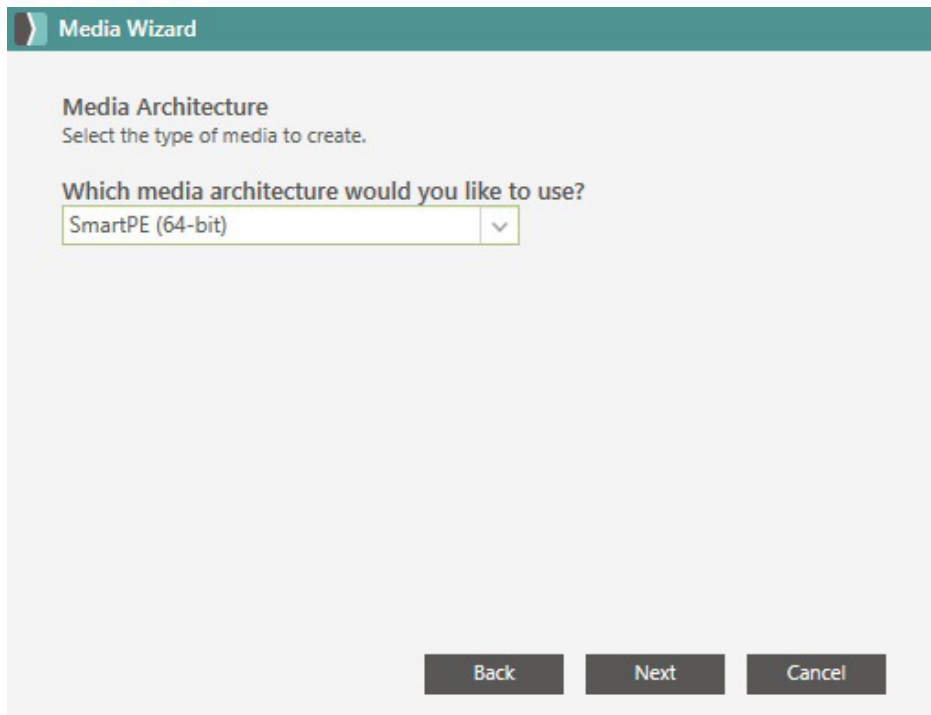 Media Wizard
Media Architecture
Select the type of media to create.
Which media architecture would you like to use?
SmartPE (64-bit)
Back Next Cancel